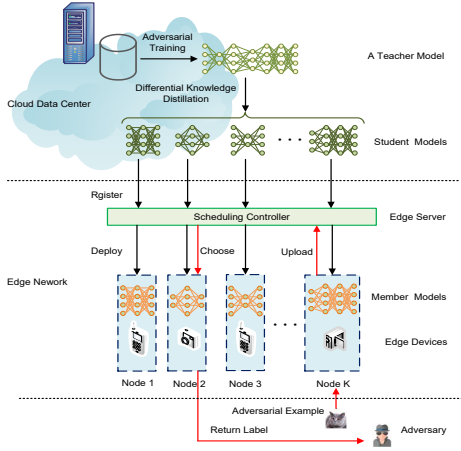 Adversarial
Training
A Teacher Model
Cloud Data Center
Differential Knowledge
Distillation
Student Models
Rgister
Scheduling Controller
Edge Server
Deploy
Choose
Upload
Edge Nework
Member Models
Edge Devices
Node 1
Node 2
Node 3
Node K
Adversarial Example
Return Label
Adversary